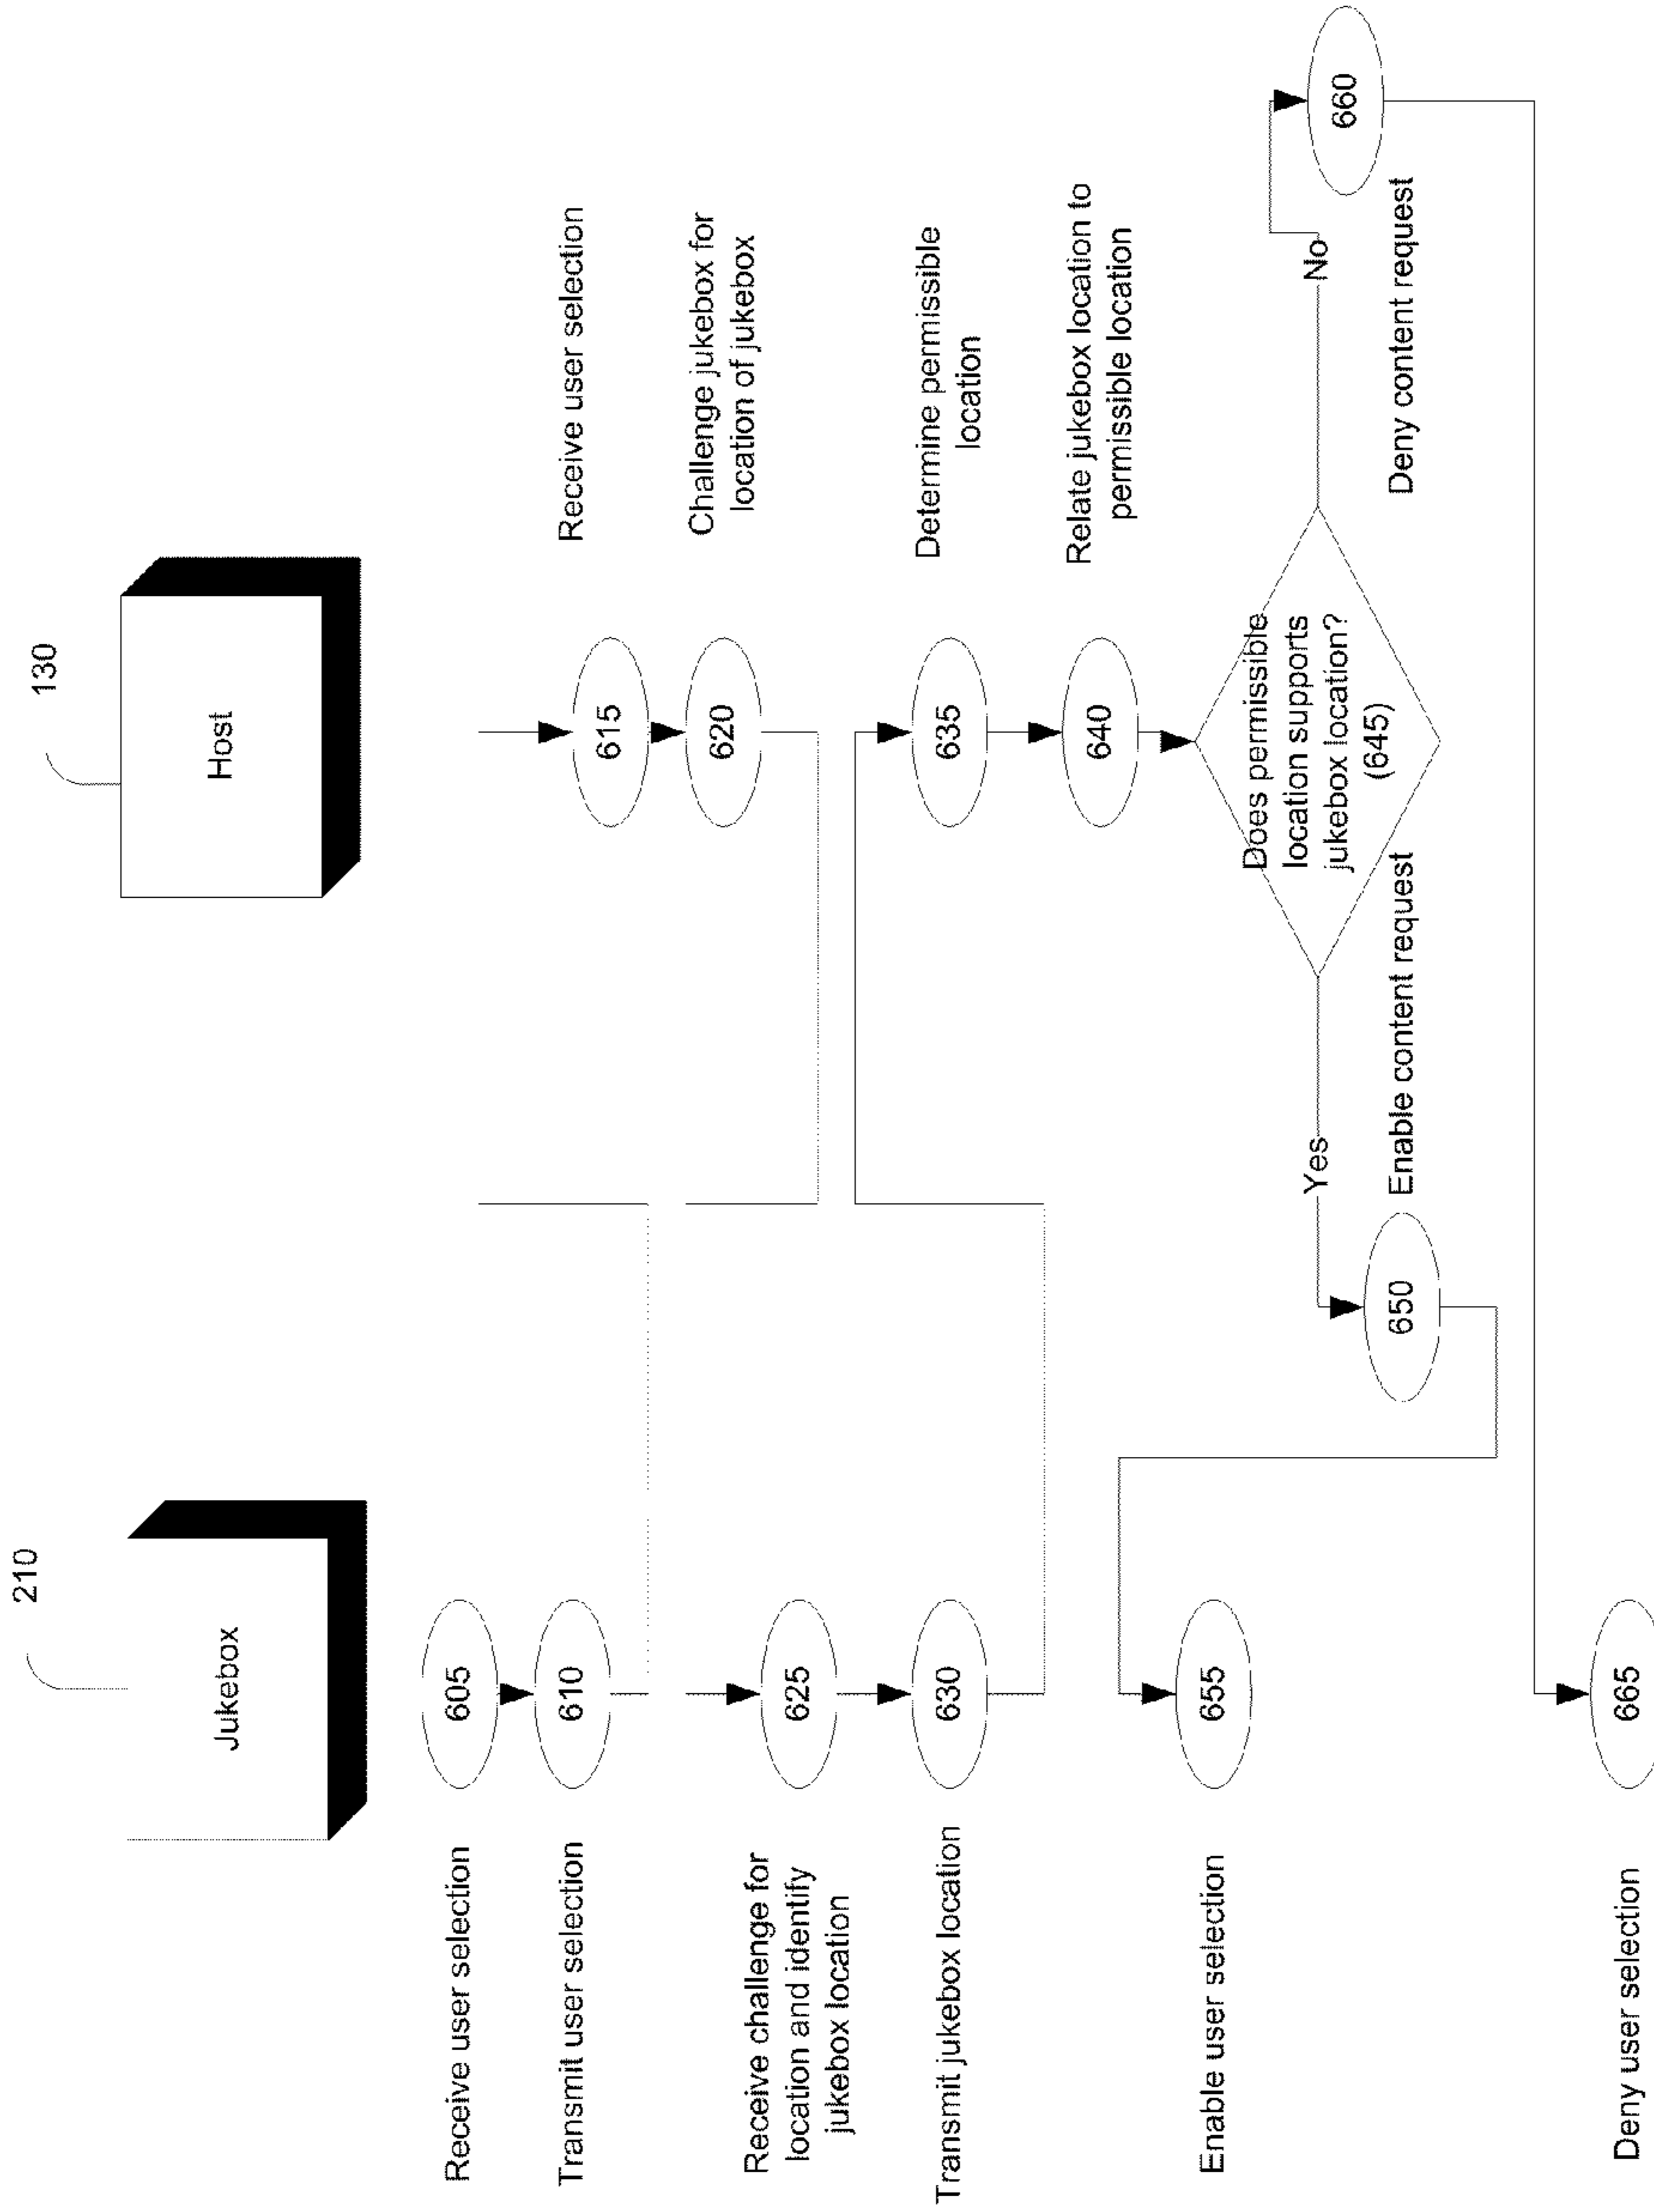 210
130
Jukebox
Host
Receive user selection
605
Transmit user selection
610
615
Receive user selection
620
Challenge jukebox for
location of jukebox
Receive challenge for
location and identify
jukebox location
625
Transmit jukebox location
630
635
Determine permissible
location
640
Relate jukebox location to
permissible location
Does permissible
location supports
jukebox location?
(645)
Yes
No
Enable user selection
655
650
Enable content request
660
Deny content request
Deny user selection
665